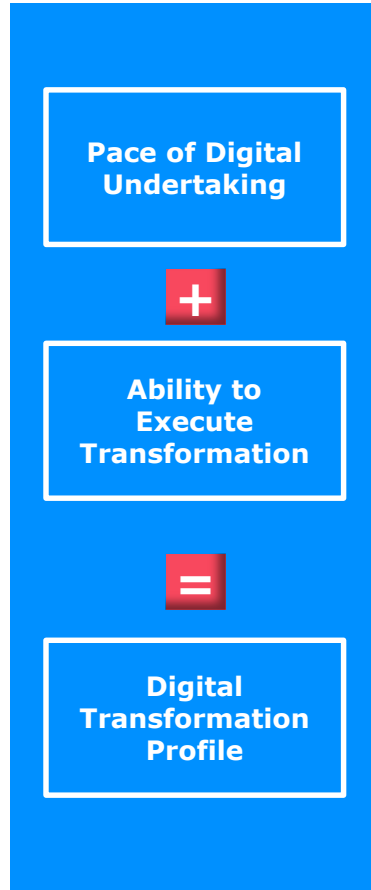 Pace of Digital
Undertaking
+
Ability to
Execute
Transformation
=
Digital
Transformation
Profile